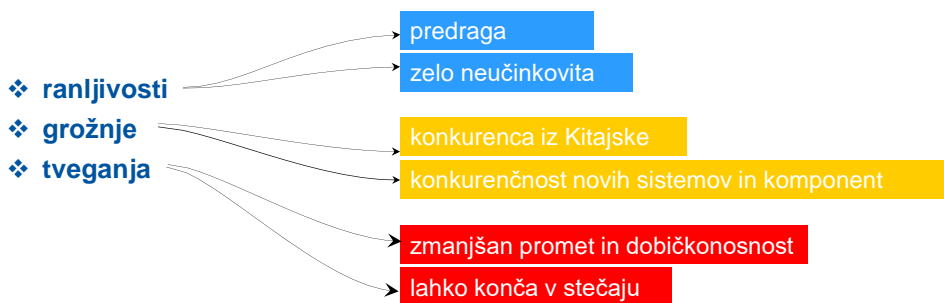 predraga
zelo neučinkovita
❖ ranljivosti
❖ grožnje
❖ tveganja
konkurenca iz Kitajske
konkurenčnost novih sistemov in komponent
zmanjšan promet in dobičkonosnost
lahko konča v stečaju